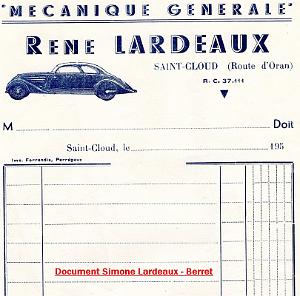 "MECANIQUE GENERALE"
RENE LARDEAUX
SAINT-CLOUD (Route d'Oran)
R. C. 37.111
M Doit
Saint-Cloud, le 195
Imp. Ferrandis, Perrégaux
Document Simone Lardeaux - Berret